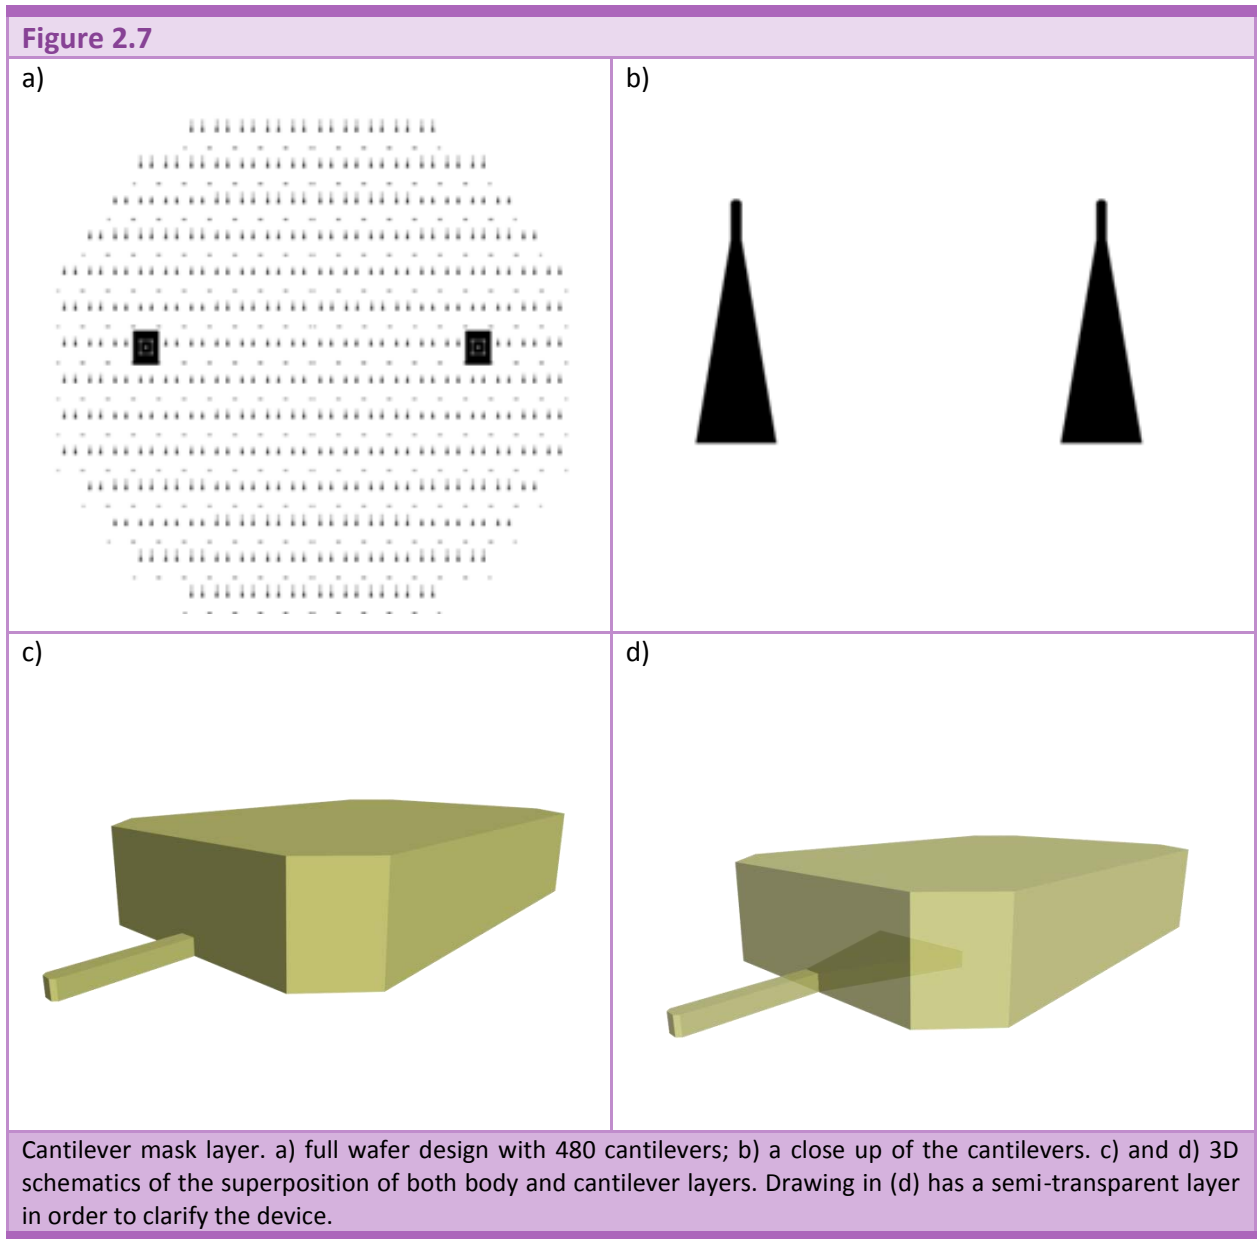 Figure 2.7
a)
b)
c)
d)
Cantilever mask layer. a) full wafer design with 480 cantilevers; b) a close up of the cantilevers. c) and d) 3D
schematics of the superposition of both body and cantilever layers. Drawing in (d) has a semi-transparent layer
in order to clarify the device.